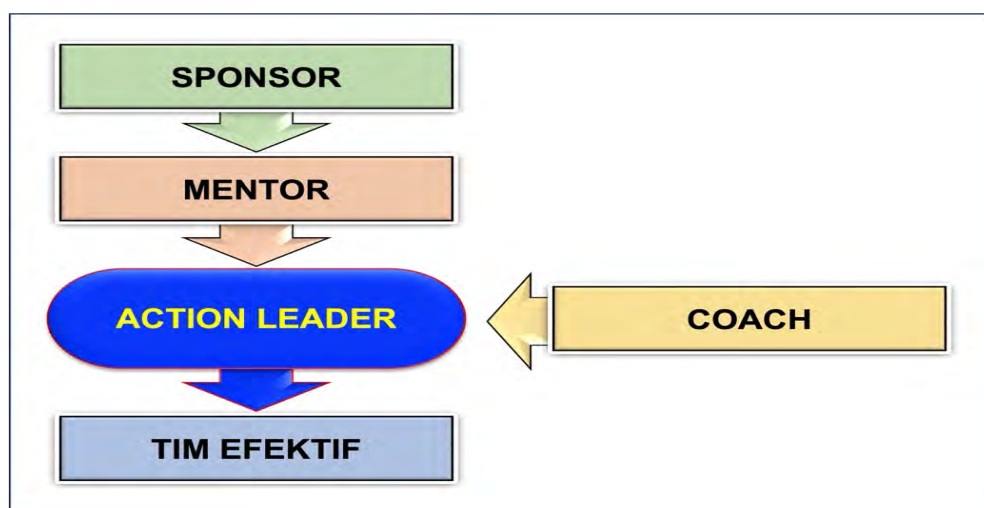 SPONSOR
MENTOR
ACTION LEADER
COACH
TIM EFEKTIF